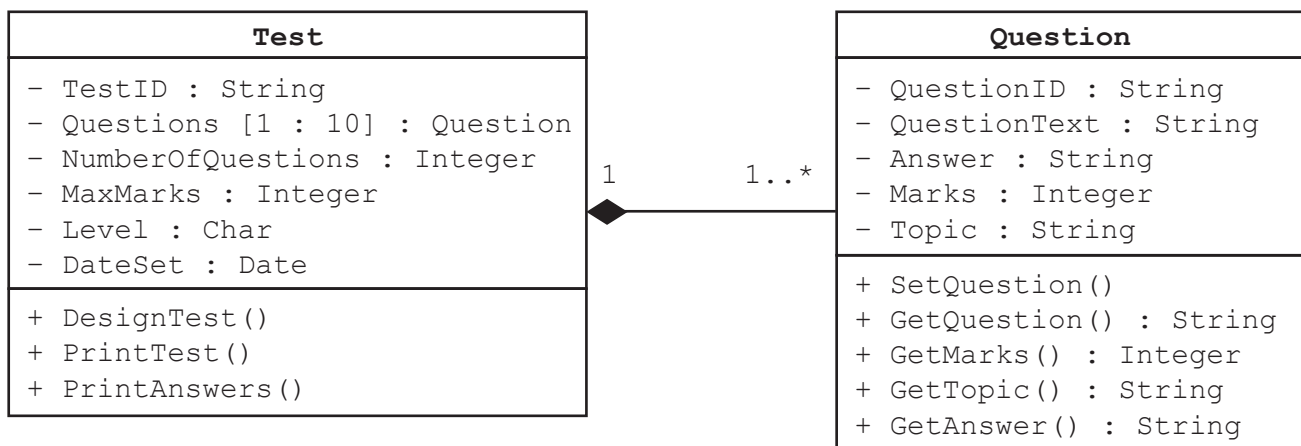 Test
– TestID : String
– Questions [1 : 10] : Question
– NumberOfQuestions : Integer
– MaxMarks : Integer
– Level : Char
– DateSet : Date
+ DesignTest()
+ PrintTest()
+ PrintAnswers()
1
1..*
Question
– QuestionID : String
– QuestionText : String
– Answer : String
– Marks : Integer
– Topic : String
+ SetQuestion()
+ GetQuestion() : String
+ GetMarks() : Integer
+ GetTopic() : String
+ GetAnswer() : String